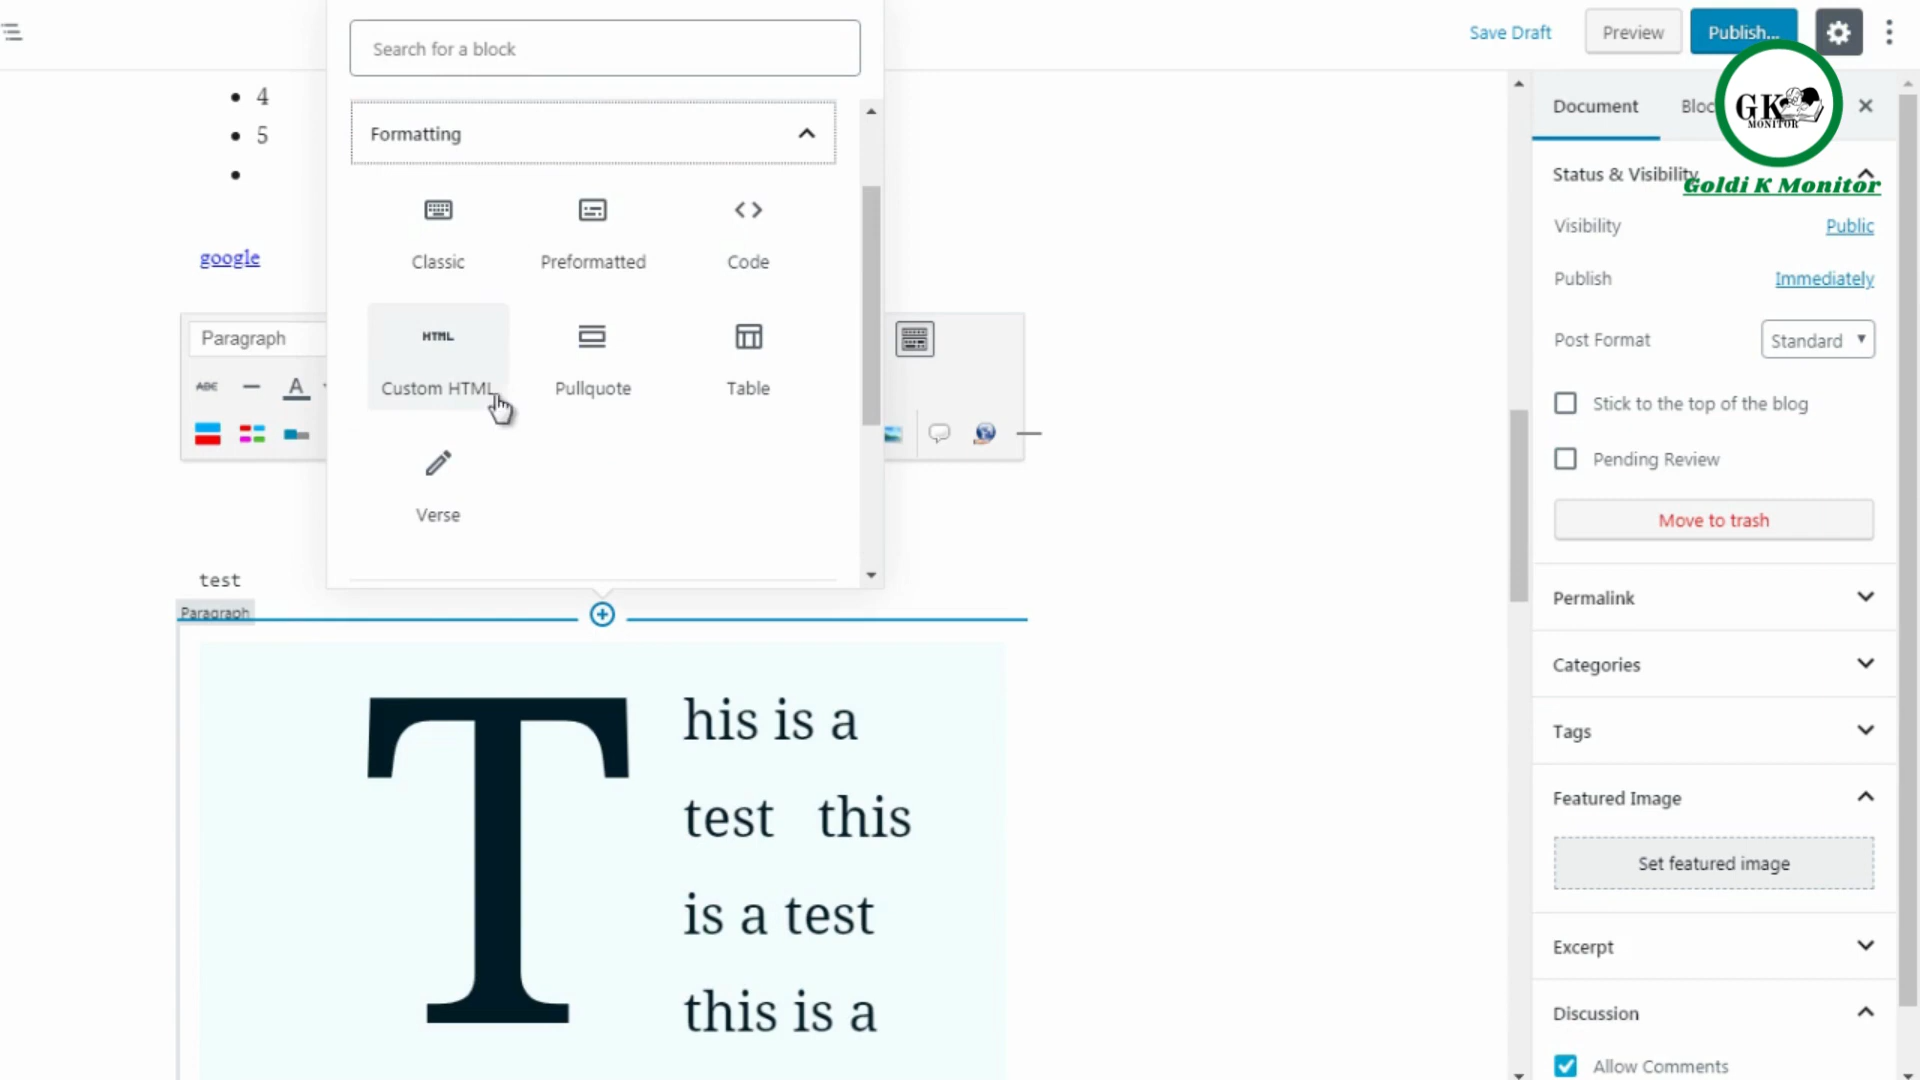 Search for a block
Save Draft
Preview
Publish...
4
5
google
Formatting
Classic
Preformatted
Code
HTML
Custom HTML
Pullquote
Table
Verse
Paragraph
ABC
A
test
Paragraph
T
his is a
test this
is a test
this is a
Document
GK
MONITOR
Goldi K Monitor
Status & Visibility
Visibility
Public
Publish
Immediately
Post Format
Standard
Stick to the top of the blog
Pending Review
Move to trash
Permalink
Categories
Tags
Featured Image
Set featured image
Excerpt
Discussion
Allow Comments